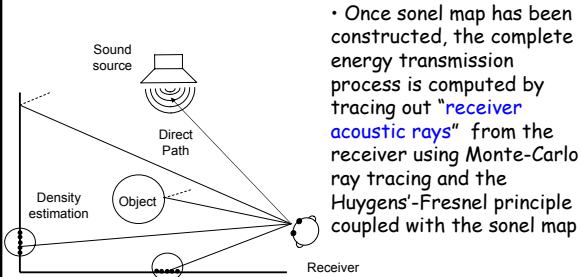 Sound
source
Direct
Path
Density
estimation
Object
Receiver
• Once sonel map has been
constructed, the complete
energy transmission
process is computed by
tracing out “receiver
acoustic rays” from the
receiver using Monte-Carlo
ray tracing and the
Huygens’-Fresnel principle
coupled with the sonel map